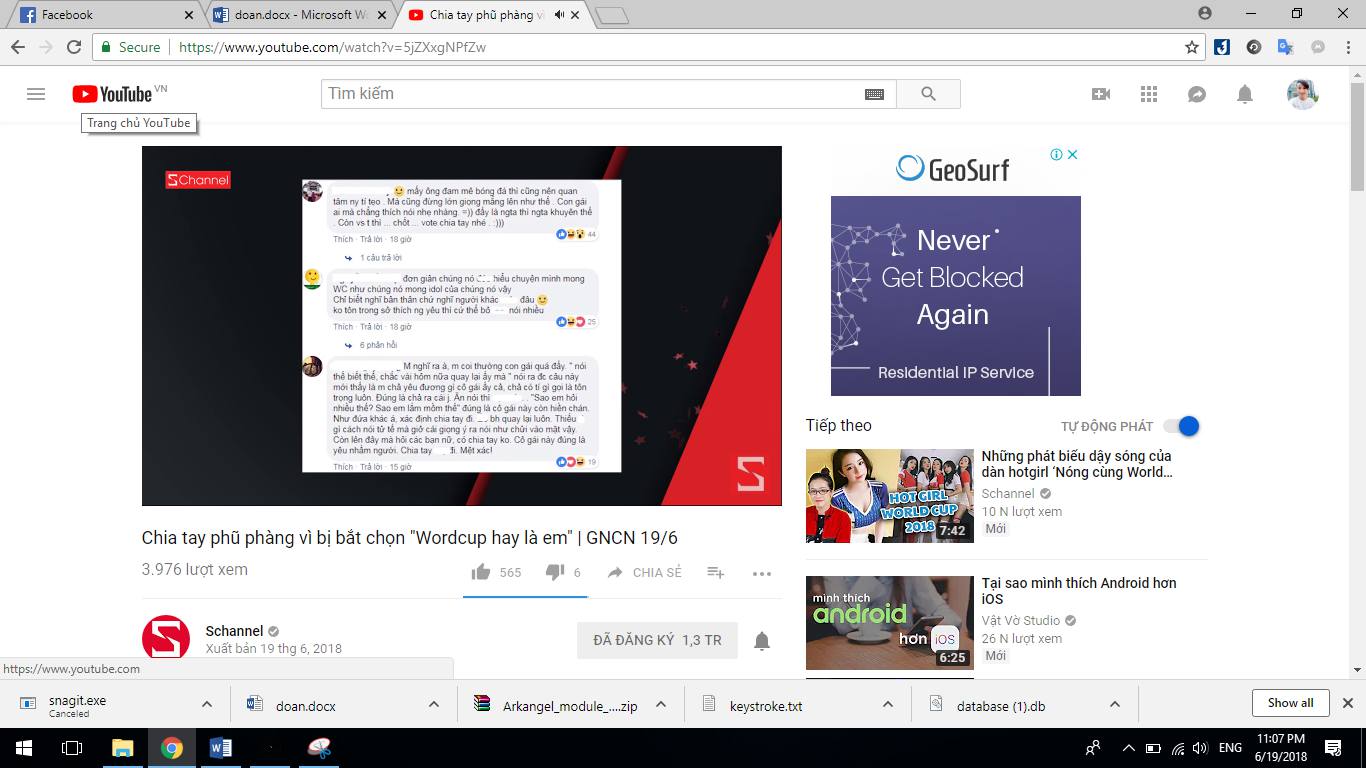 Facebook
doan.docx - Microsoft Wo
Chia tay phũ phàng vì
Secure
https://www.youtube.com/watch?v=5jZXxgNPfZw
YouTube VN
Tìm kiếm
Trang chủ YouTube
Schannel
mấy ông đam mê bóng đá thì cũng nên quan
tâm ny tí tẹo . Mà cũng đừng lớn giọng mắng lên như thế . Con gái
ai mà chẳng thích nói nhẹ nhàng. =)) đấy là ngta thì ngta khuyên thế
. Còn vs t thì ... chốt ... vote chia tay nhé . :)))
Thích · Trả lời · 18 giờ
44
1 câu trả lời
đơn giản chúng nó hiểu chuyện mình mong
WC như chúng nó mong idol của chúng nó vậy
Chỉ biết nghĩ bản thân chứ nghĩ người khác đâu
ko tôn trọng sở thích ng yêu thì cứ thế bỏ nói nhiều
Thích · Trả lời · 18 giờ
25
6 phản hồi
M nghĩ ra à, m coi thường con gái quá đấy. " nói
thế biết thế, chắc vài hôm nữa quay lại ấy mà " nói ra đc câu này
mới thấy là m chả yêu đương gì cô gái ấy cả, chả có tí gì gọi là tôn
trọng luôn. Đúng là chả ra cái j. Ăn nói thì . "Sao em hỏi
nhiều thế? Sao em lắm mồm thế" đúng là cô gái này còn hiền chán.
Như đứa khác á, xác định chia tay đi. bh quay lại luôn. Thiếu
gì cách nói tử tế mà giở cái giọng ý ra nói như chửi vào mặt vậy.
Còn lên đây mà hỏi các bạn nữ, có chia tay ko. Cô gái này đúng là
yêu nhầm người. Chia tay đi. Mệt xác!
Thích · Trả lời · 15 giờ
19
GeoSurf
Never
Get Blocked
Again
Residential IP Service
Chia tay phũ phàng vì bị bắt chọn "Wordcup hay là em" | GNCN 19/6
3.976 lượt xem
565
6
CHIA SẺ
Schannel
Xuất bản 19 thg 6, 2018
ĐÃ ĐĂNG KÝ 1,3 TR
Tiếp theo
TỰ ĐỘNG PHÁT
HOT GIRL
WORLD CUP
2018
7:42
Những phát biểu dậy sóng của
dàn hotgirl ‘Nóng cùng World...
Schannel
10 N lượt xem
Mới
mình thích
android
hơn iOS
6:25
Tại sao mình thích Android hơn
iOS
Vật Vờ Studio
26 N lượt xem
Mới
https://www.youtube.com
snagit.exe
Canceled
doan.docx
Arkangel_module_....zip
keystroke.txt
database (1).db
Show all
ENG
11:07 PM
6/19/2018